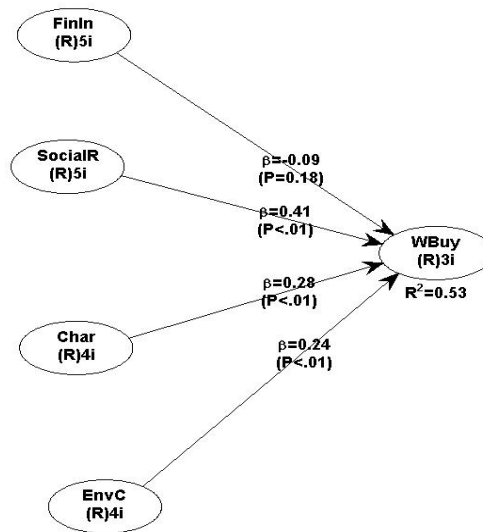 FinIn
(R)5i
SocialR
(R)5i
β=-0.09
(P=0.18)
β=0.41
(P<.01)
WBuy
(R)3i
R²=0.53
β=0.28
(P<.01)
Char
(R)4i
β=0.24
(P<.01)
EnvC
(R)4i